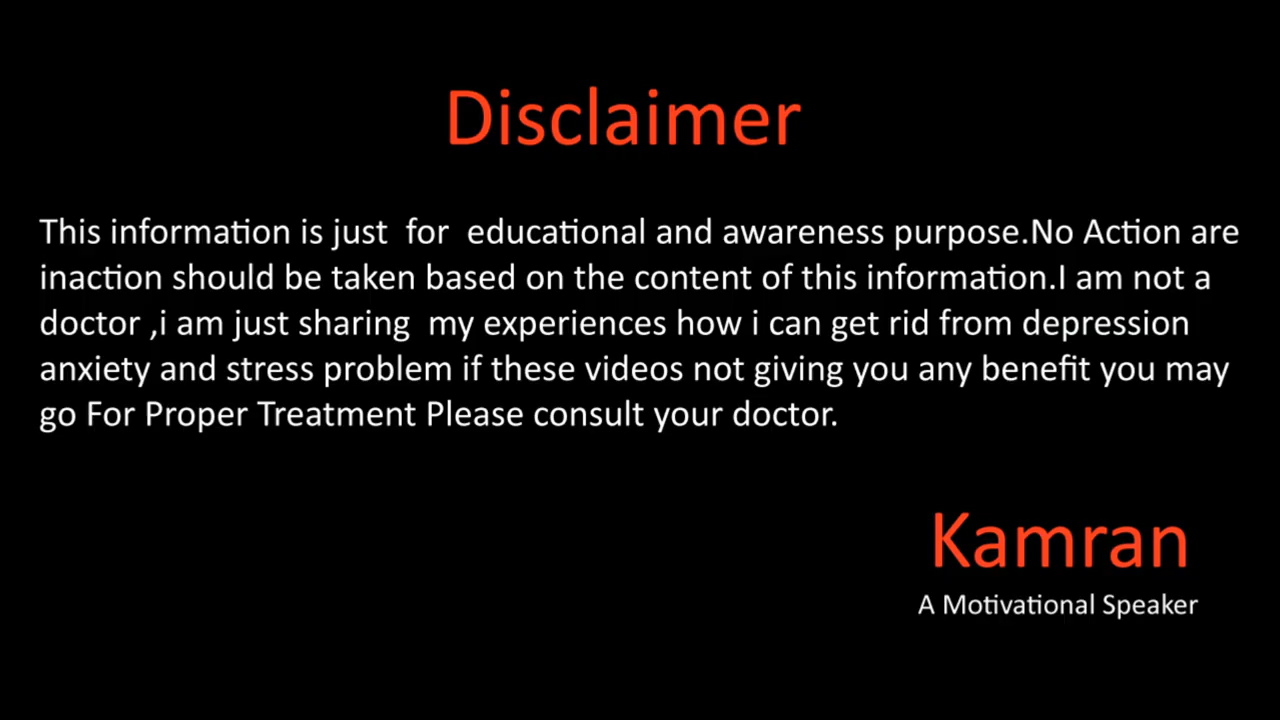 Disclaimer
This information is just  for  educational and awareness purpose.No Action are
inaction should be taken based on the content of this information.I am not a
doctor ,i am just sharing  my experiences how i can get rid from depression
anxiety and stress problem if these videos not giving you any benefit you may
go For Proper Treatment Please consult your doctor.
Kamran
A Motivational Speaker